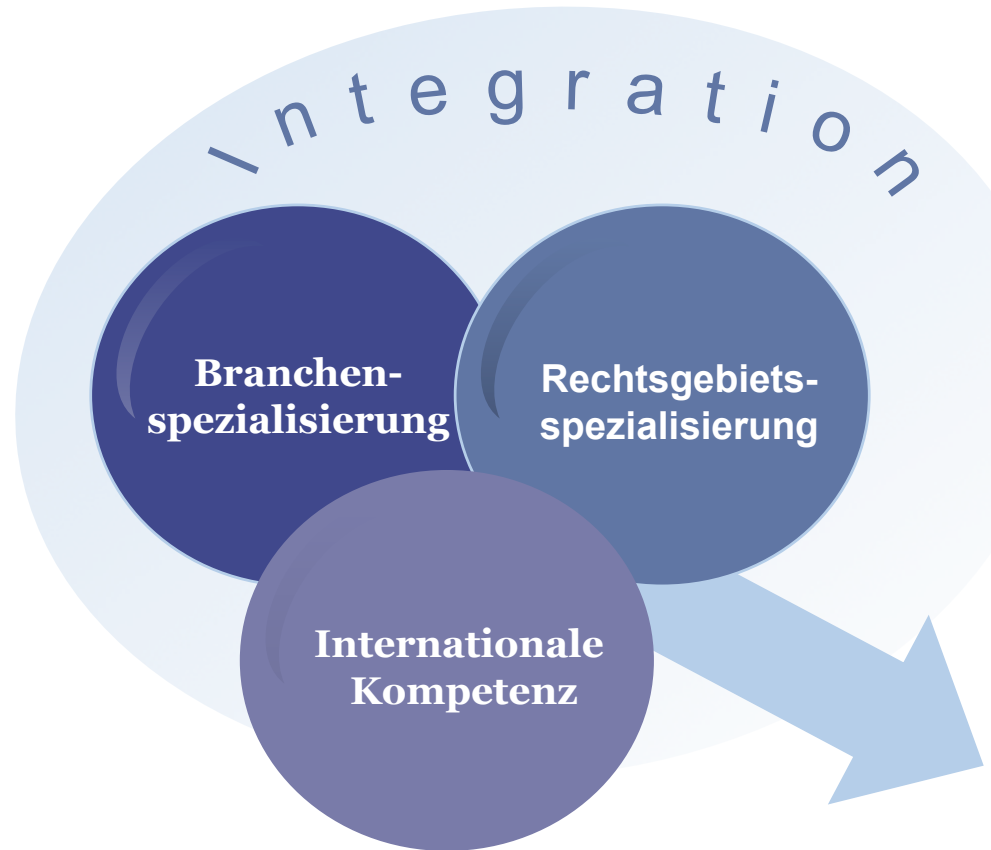 Integration
Branchen-
spezialisierung
Rechtsgebiets-
spezialisierung
Internationale
Kompetenz